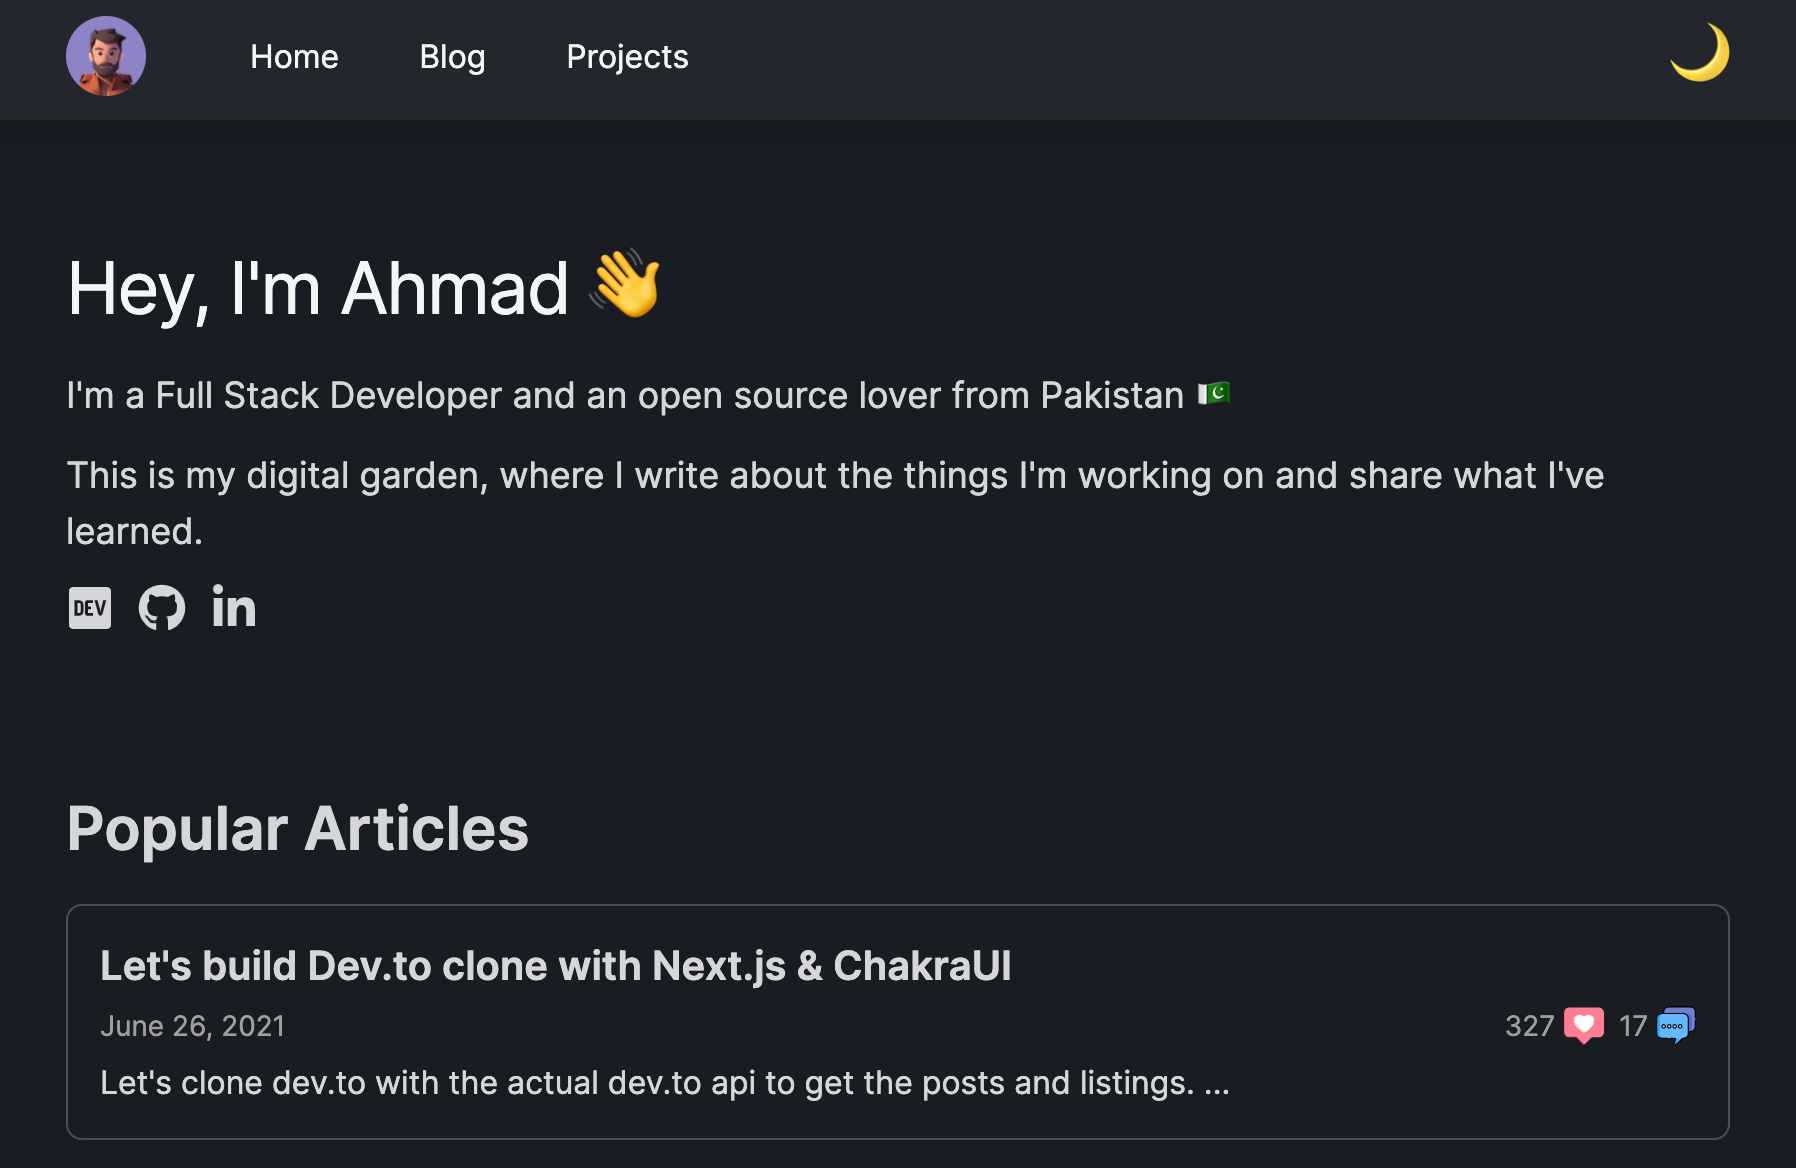 Home Blog Projects
Hey, I'm Ahmad 👋
I'm a Full Stack Developer and an open source lover from Pakistan 🇵🇰
This is my digital garden, where I write about the things I'm working on and share what I've
learned.
DEV in
Popular Articles
Let's build Dev.to clone with Next.js & ChakraUI
June 26, 2021 327 17
Let's clone dev.to with the actual dev.to api to get the posts and listings. ...